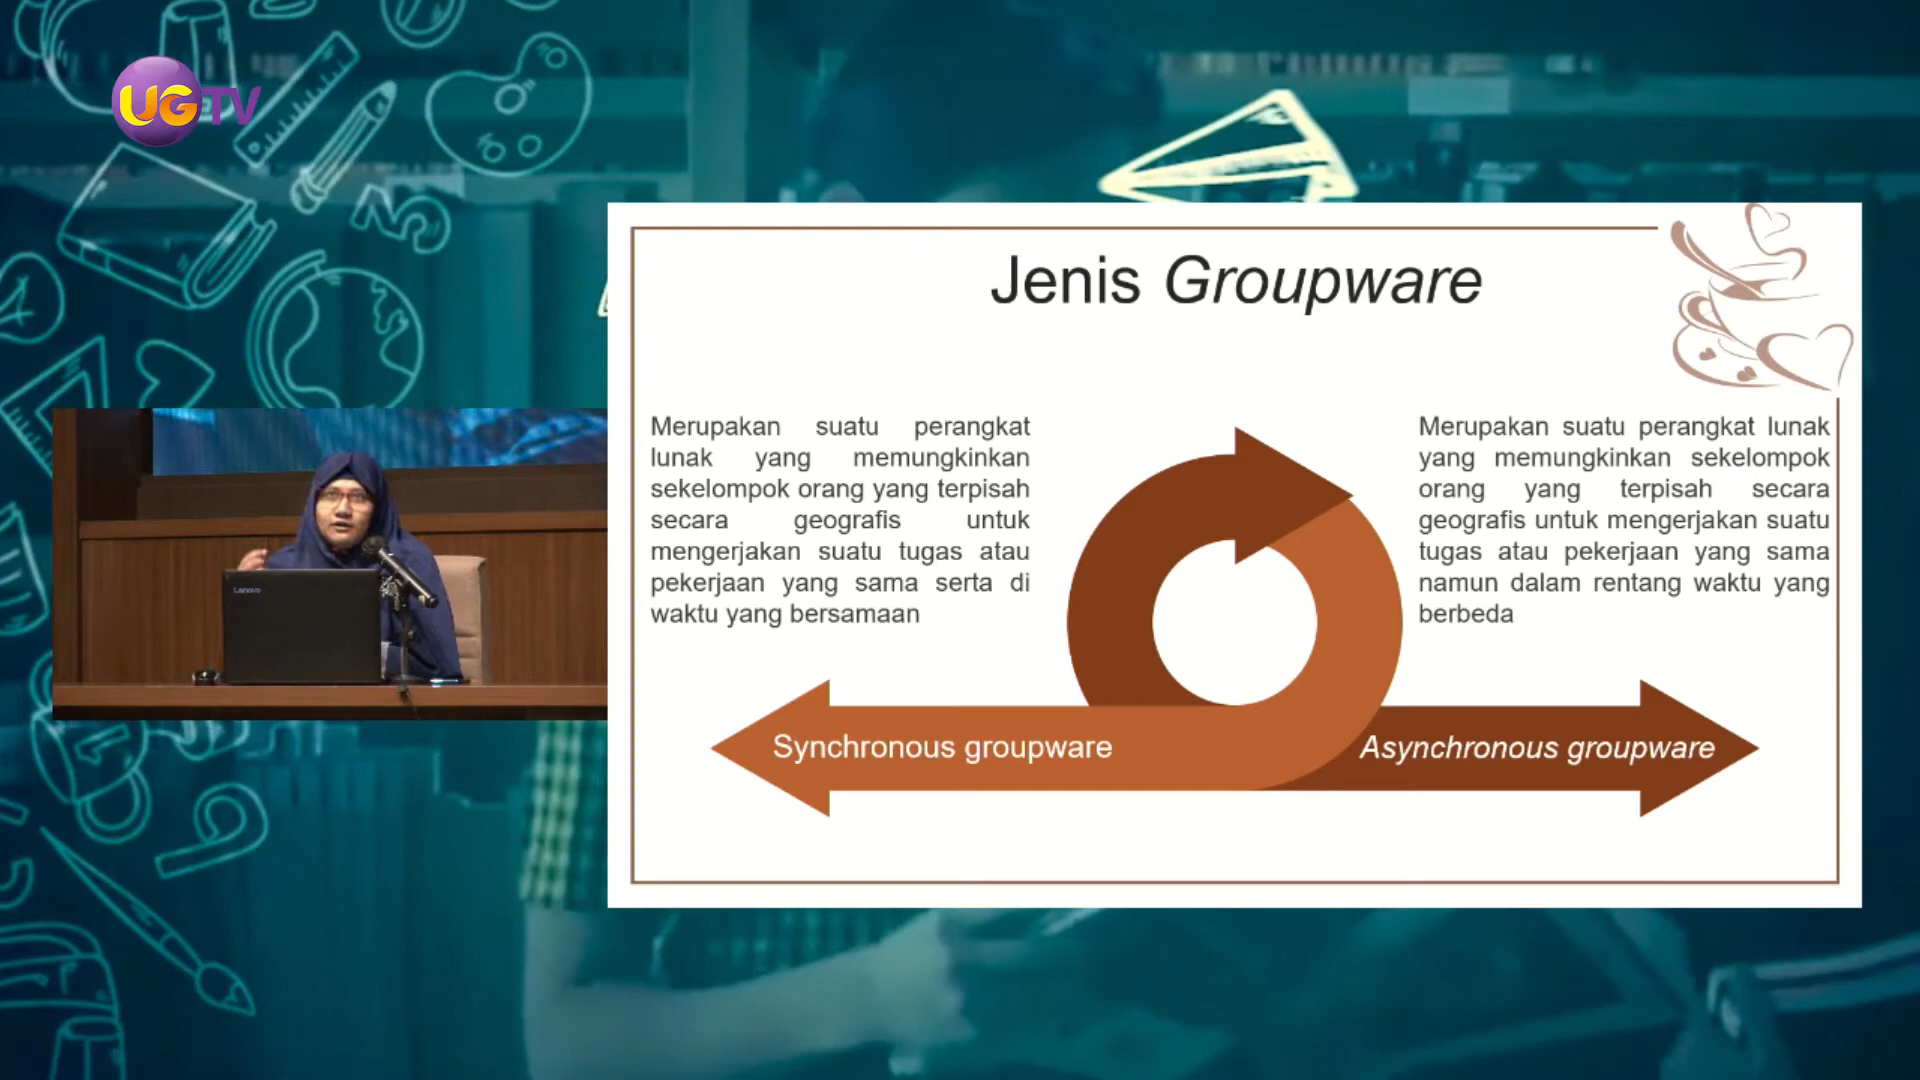 UGTV
Jenis Groupware
Merupakan suatu perangkat
lunak yang memungkinkan
sekelompok orang yang terpisah
secara geografis untuk
mengerjakan suatu tugas atau
pekerjaan yang sama serta di
waktu yang bersamaan
Merupakan suatu perangkat lunak
yang memungkinkan sekelompok
orang yang terpisah secara
geografis untuk mengerjakan suatu
tugas atau pekerjaan yang sama
namun dalam rentang waktu yang
berbeda
Synchronous groupware
Asynchronous groupware
Lenovo